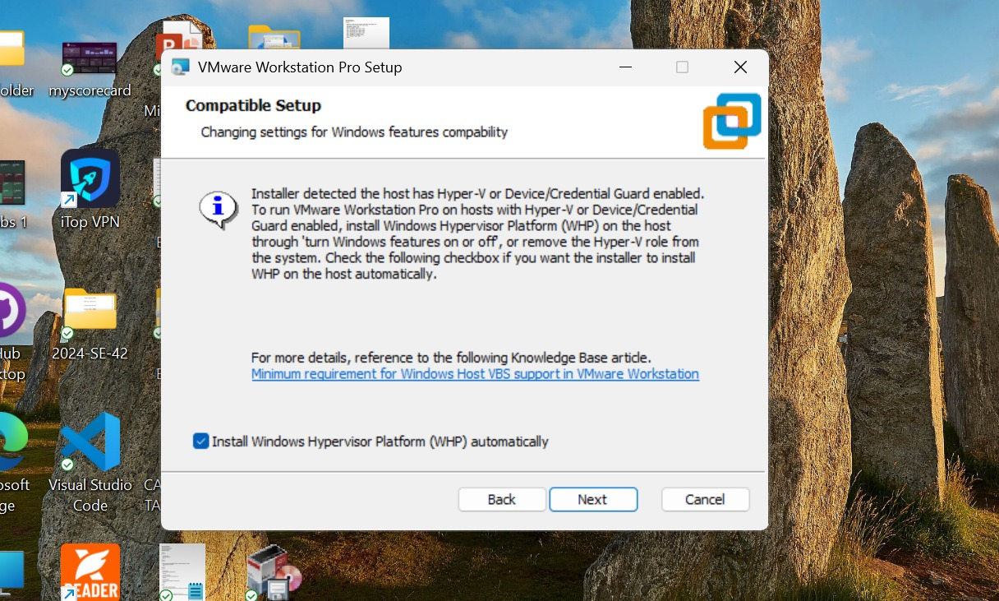 VMware Workstation Pro Setup
Compatible Setup
Changing settings for Windows features compability
Installer detected the host has Hyper-V or Device/Credential Guard enabled.
To run VMware Workstation Pro on hosts with Hyper-V or Device/Credential
Guard enabled, install Windows Hypervisor Platform (WHP) on the host
through 'turn Windows features on or off', or remove the Hyper-V role from
the system. Check the following checkbox if you want the installer to install
WHP on the host automatically.
For more details, reference to the following Knowledge Base article.
Minimum requirement for Windows Host VBS support in VMware Workstation
Install Windows Hypervisor Platform (WHP) automatically
Back
Next
Cancel
older
myscorecard
Mi
bs 1
iTop VPN
E
Hub
ktop
2024-SE-42
E
osoft
ge
Visual Studio
Code
CA
TA
READER